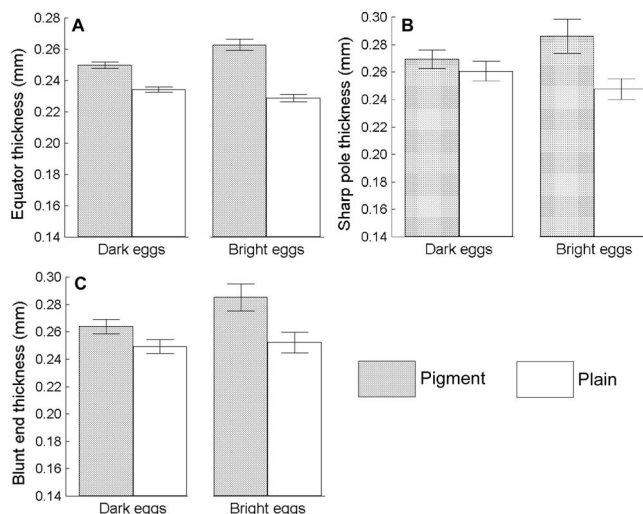 A
Equator thickness (mm)
0.28
0.26
0.24
0.22
0.20
0.18
0.16
0.14
Dark eggs
Bright eggs
B
Sharp pole thickness (mm)
0.30
0.28
0.26
0.24
0.22
0.20
0.18
0.16
0.14
Dark eggs
Bright eggs
C
Blunt end thickness (mm)
0.30
0.28
0.26
0.24
0.22
0.20
0.18
0.16
0.14
Dark eggs
Bright eggs
Pigment
Plain